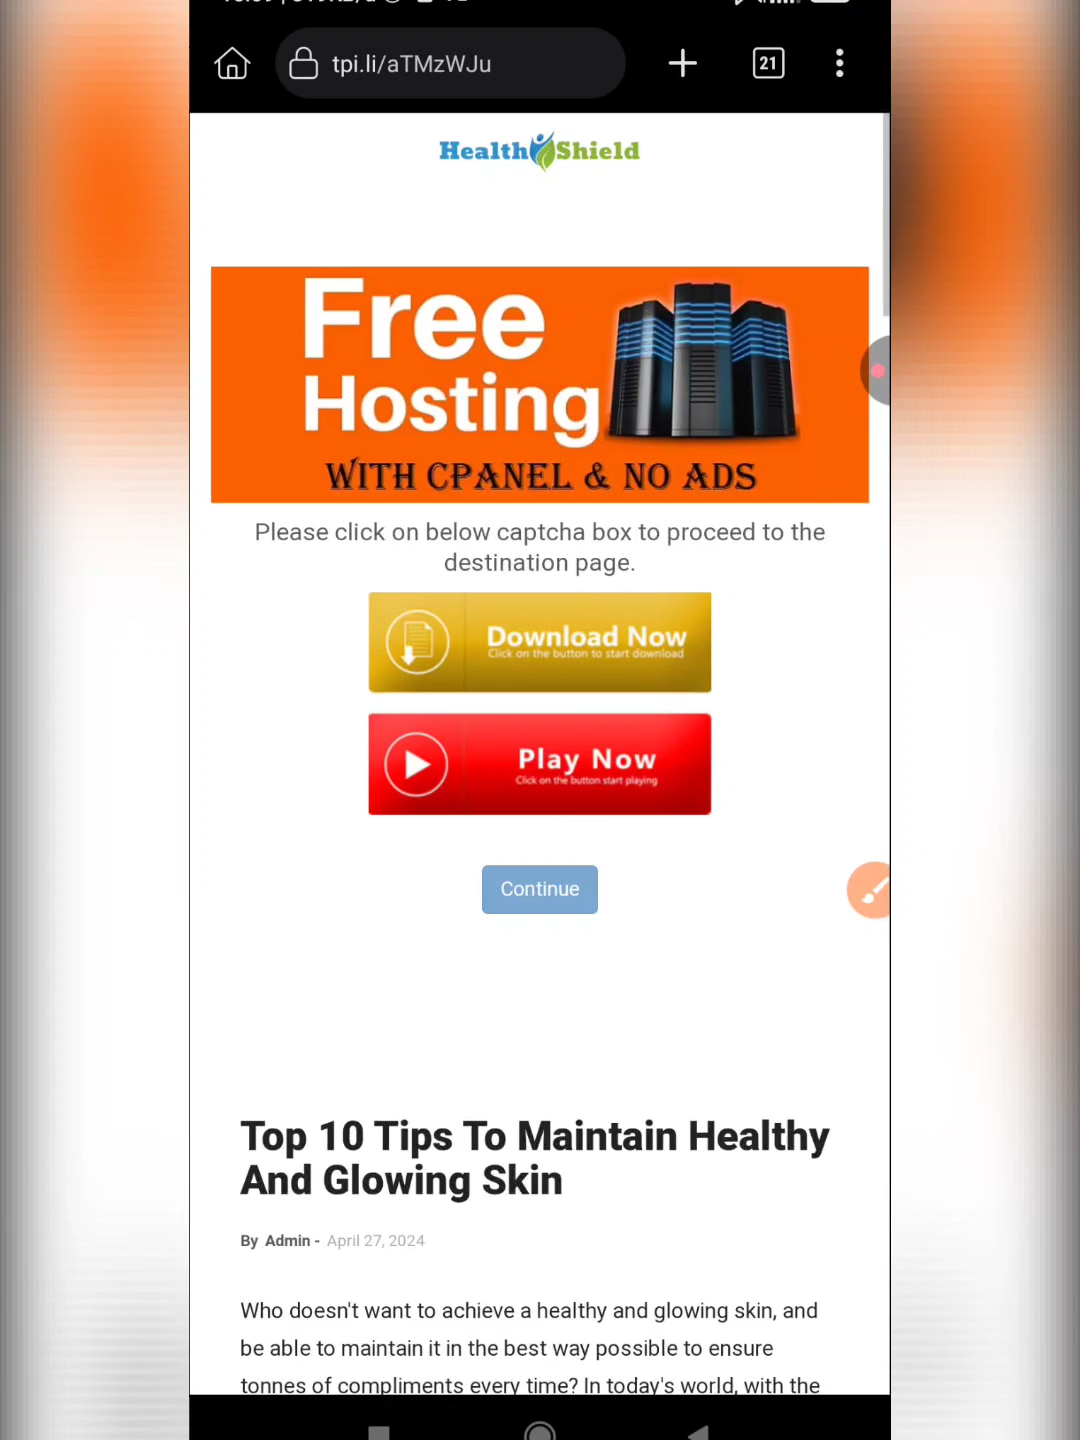 tpi.li/aTMzWJu
21
Health Shield
Free
Hosting
WITH CPANEL & NO ADS
Please click on below captcha box to proceed to the
destination page.
Download Now
Click on the button to start download
Play Now
Click on the button start playing
Continue
Top 10 Tips To Maintain Healthy
And Glowing Skin
By Admin - April 27, 2024
Who doesn't want to achieve a healthy and glowing skin, and
be able to maintain it in the best way possible to ensure
tonnes of compliments every time? In today's world, with the